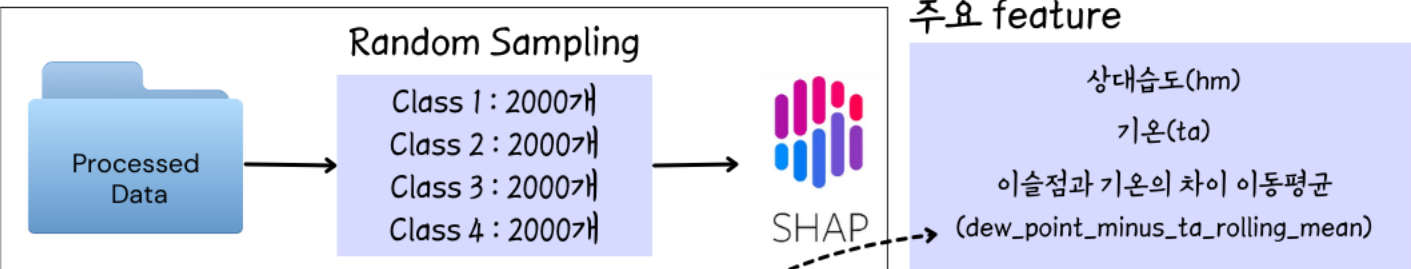 주요 feature
Random Sampling
Processed
Data
Class 1 : 2000개
Class 2 : 2000개
Class 3 : 2000개
Class 4 : 2000개
SHAP
상대습도(hm)
기온(ta)
이슬점과 기온의 차이 이동평균
(dew_point_minus_ta_rolling_mean)